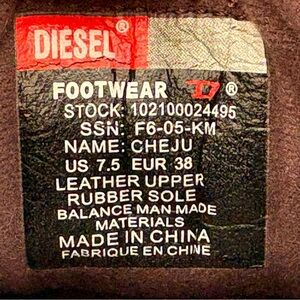 DIESEL®
FOOTWEAR D®
STOCK: 102100024495
SSN: F6-05-KM
NAME: CHEJU
US 7.5 EUR 38
LEATHER UPPER
RUBBER SOLE
BALANCE MAN MADE
MATERIALS
MADE IN CHINA
FABRIQUE EN CHINE